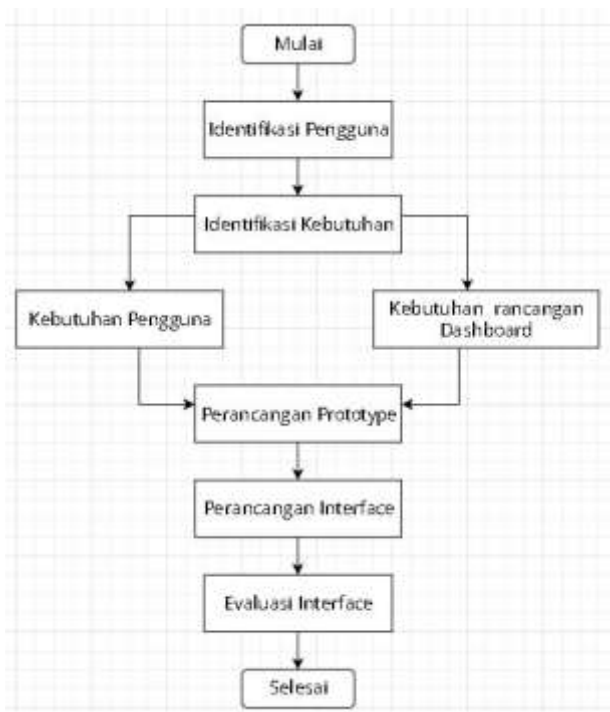 Mulai
Identifikasi Pengguna
Identifikasi Kebutuhan
Kebutuhan Pengguna
Kebutuhan rancangan
Dashboard
Perancangan Prototype
Perancangan Interface
Evaluasi Interface
Selesai